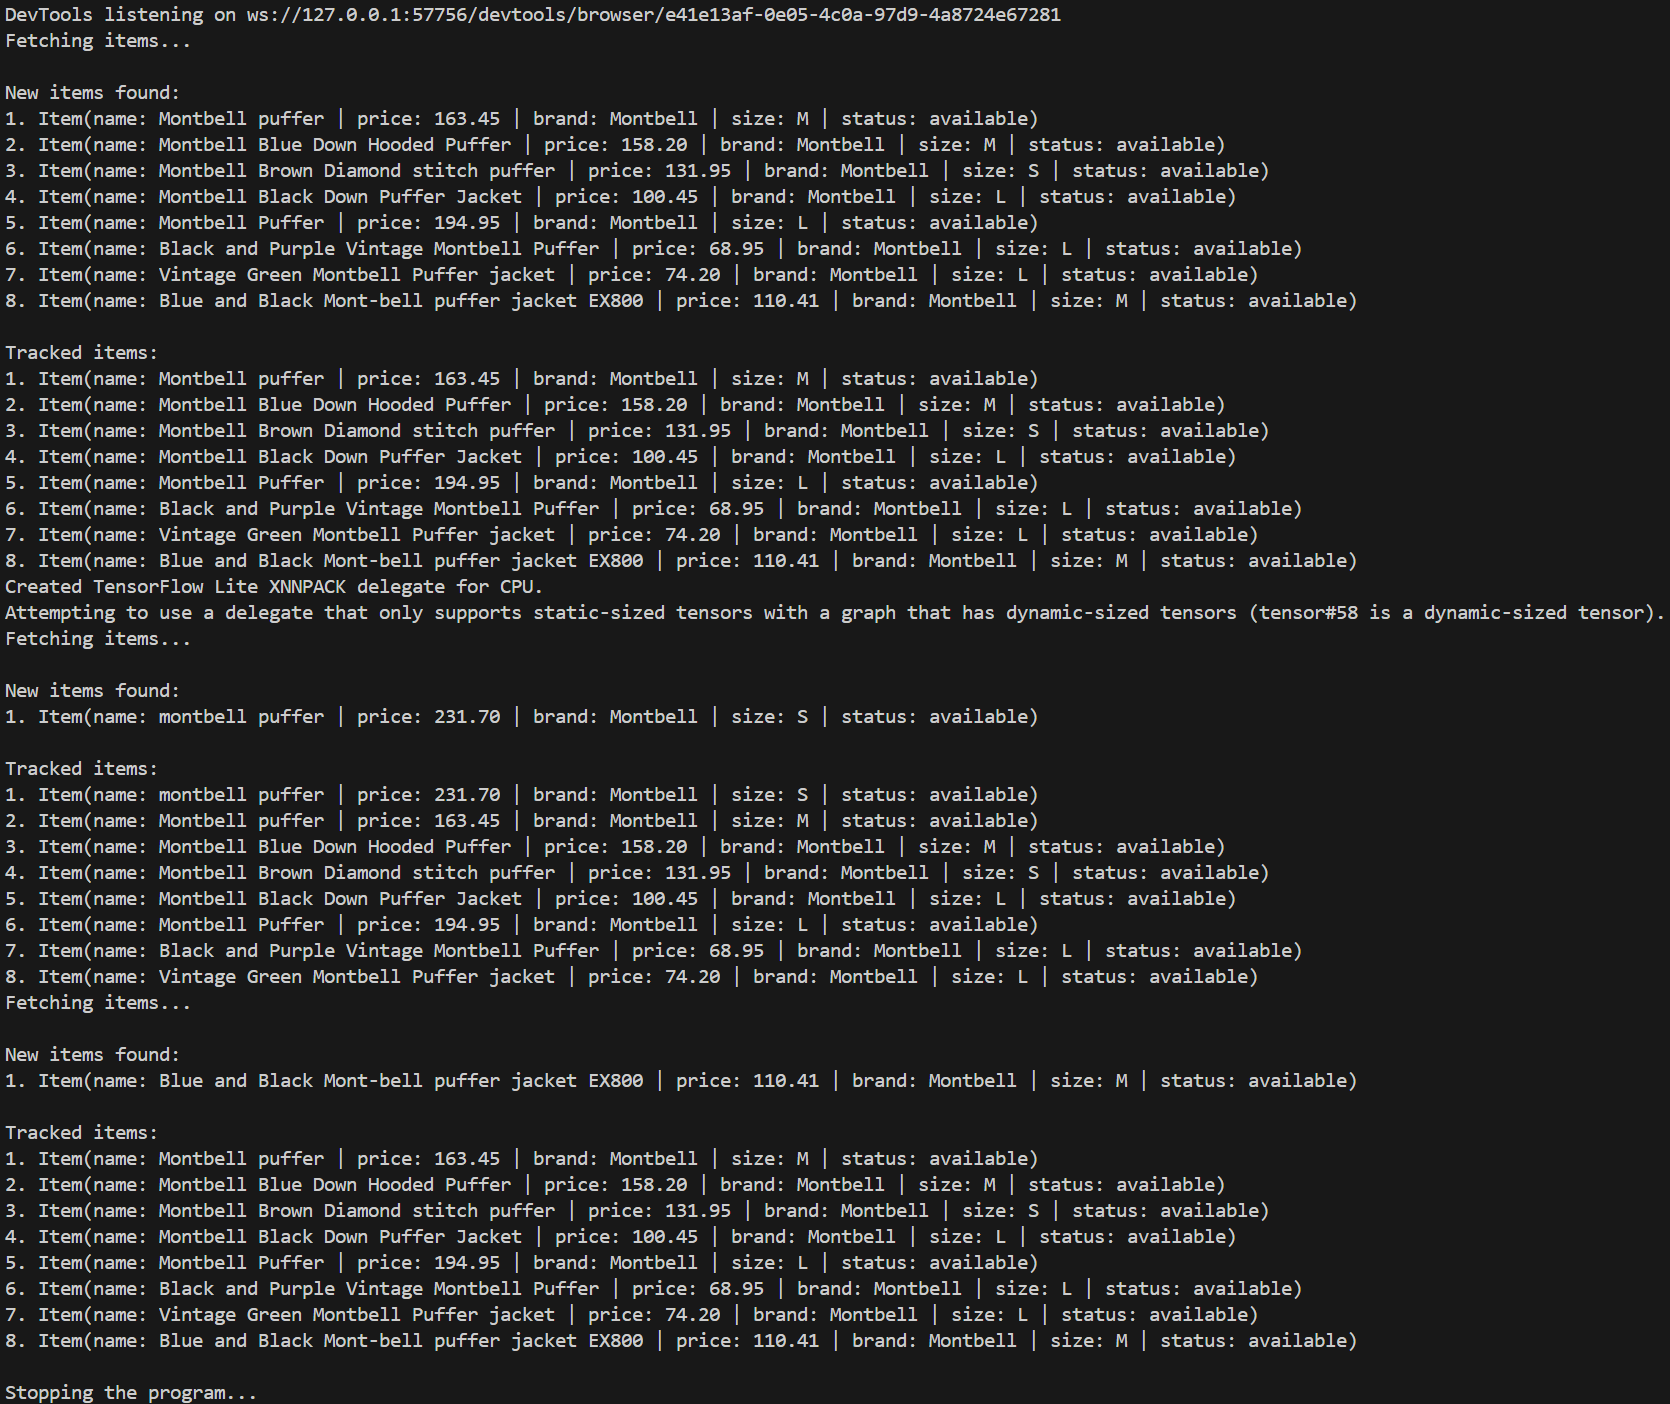 DevTools listening on ws://127.0.0.1:57756/devtools/browser/e41e13af-0e05-4c0a-97d9-4a8724e67281
Fetching items...
New items found:
1. Item(name: Montbell puffer | price: 163.45 | brand: Montbell | size: M | status: available)
2. Item(name: Montbell Blue Down Hooded Puffer | price: 158.20 | brand: Montbell | size: M | status: available)
3. Item(name: Montbell Brown Diamond stitch puffer | price: 131.95 | brand: Montbell | size: S | status: available)
4. Item(name: Montbell Black Down Puffer Jacket | price: 100.45 | brand: Montbell | size: L | status: available)
5. Item(name: Montbell Puffer | price: 194.95 | brand: Montbell | size: L | status: available)
6. Item(name: Black and Purple Vintage Montbell Puffer | price: 68.95 | brand: Montbell | size: L | status: available)
7. Item(name: Vintage Green Montbell Puffer jacket | price: 74.20 | brand: Montbell | size: L | status: available)
8. Item(name: Blue and Black Mont-bell puffer jacket EX800 | price: 110.41 | brand: Montbell | size: M | status: available)
Tracked items:
1. Item(name: Montbell puffer | price: 163.45 | brand: Montbell | size: M | status: available)
2. Item(name: Montbell Blue Down Hooded Puffer | price: 158.20 | brand: Montbell | size: M | status: available)
3. Item(name: Montbell Brown Diamond stitch puffer | price: 131.95 | brand: Montbell | size: S | status: available)
4. Item(name: Montbell Black Down Puffer Jacket | price: 100.45 | brand: Montbell | size: L | status: available)
5. Item(name: Montbell Puffer | price: 194.95 | brand: Montbell | size: L | status: available)
6. Item(name: Black and Purple Vintage Montbell Puffer | price: 68.95 | brand: Montbell | size: L | status: available)
7. Item(name: Vintage Green Montbell Puffer jacket | price: 74.20 | brand: Montbell | size: L | status: available)
8. Item(name: Blue and Black Mont-bell puffer jacket EX800 | price: 110.41 | brand: Montbell | size: M | status: available)
Created TensorFlow Lite XNNPACK delegate for CPU.
Attempting to use a delegate that only supports static-sized tensors with a graph that has dynamic-sized tensors (tensor#58 is a dynamic-sized tensor).
Fetching items...
New items found:
1. Item(name: montbell puffer | price: 231.70 | brand: Montbell | size: S | status: available)
Tracked items:
1. Item(name: montbell puffer | price: 231.70 | brand: Montbell | size: S | status: available)
2. Item(name: Montbell puffer | price: 163.45 | brand: Montbell | size: M | status: available)
3. Item(name: Montbell Blue Down Hooded Puffer | price: 158.20 | brand: Montbell | size: M | status: available)
4. Item(name: Montbell Brown Diamond stitch puffer | price: 131.95 | brand: Montbell | size: S | status: available)
5. Item(name: Montbell Black Down Puffer Jacket | price: 100.45 | brand: Montbell | size: L | status: available)
6. Item(name: Montbell Puffer | price: 194.95 | brand: Montbell | size: L | status: available)
7. Item(name: Black and Purple Vintage Montbell Puffer | price: 68.95 | brand: Montbell | size: L | status: available)
8. Item(name: Vintage Green Montbell Puffer jacket | price: 74.20 | brand: Montbell | size: L | status: available)
Fetching items...
New items found:
1. Item(name: Blue and Black Mont-bell puffer jacket EX800 | price: 110.41 | brand: Montbell | size: M | status: available)
Tracked items:
1. Item(name: Montbell puffer | price: 163.45 | brand: Montbell | size: M | status: available)
2. Item(name: Montbell Blue Down Hooded Puffer | price: 158.20 | brand: Montbell | size: M | status: available)
3. Item(name: Montbell Brown Diamond stitch puffer | price: 131.95 | brand: Montbell | size: S | status: available)
4. Item(name: Montbell Black Down Puffer Jacket | price: 100.45 | brand: Montbell | size: L | status: available)
5. Item(name: Montbell Puffer | price: 194.95 | brand: Montbell | size: L | status: available)
6. Item(name: Black and Purple Vintage Montbell Puffer | price: 68.95 | brand: Montbell | size: L | status: available)
7. Item(name: Vintage Green Montbell Puffer jacket | price: 74.20 | brand: Montbell | size: L | status: available)
8. Item(name: Blue and Black Mont-bell puffer jacket EX800 | price: 110.41 | brand: Montbell | size: M | status: available)
Stopping the program...